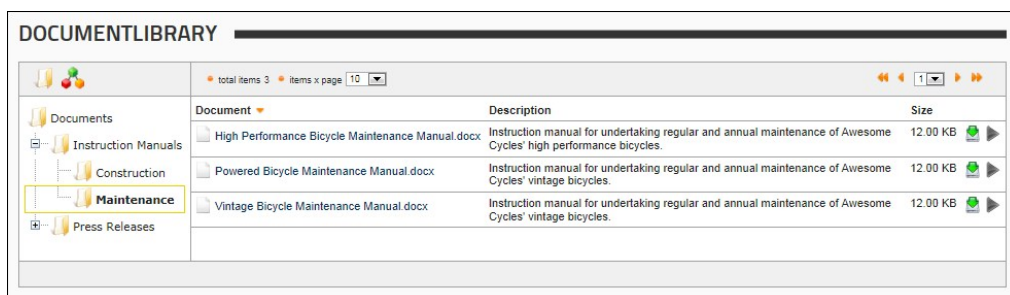 DOCUMENTLIBRARY
total items 3 items x page 10
1
Documents
Instruction Manuals
Construction
Maintenance
Press Releases
Document Description Size
High Performance Bicycle Maintenance Manual.docx Instruction manual for undertaking regular and annual maintenance of Awesome 12.00 KB
Cycles' high performance bicycles.
Powered Bicycle Maintenance Manual.docx Instruction manual for undertaking regular and annual maintenance of Awesome 12.00 KB
Cycles' vintage bicycles.
Vintage Bicycle Maintenance Manual.docx Instruction manual for undertaking regular and annual maintenance of Awesome 12.00 KB
Cycles' vintage bicycles.